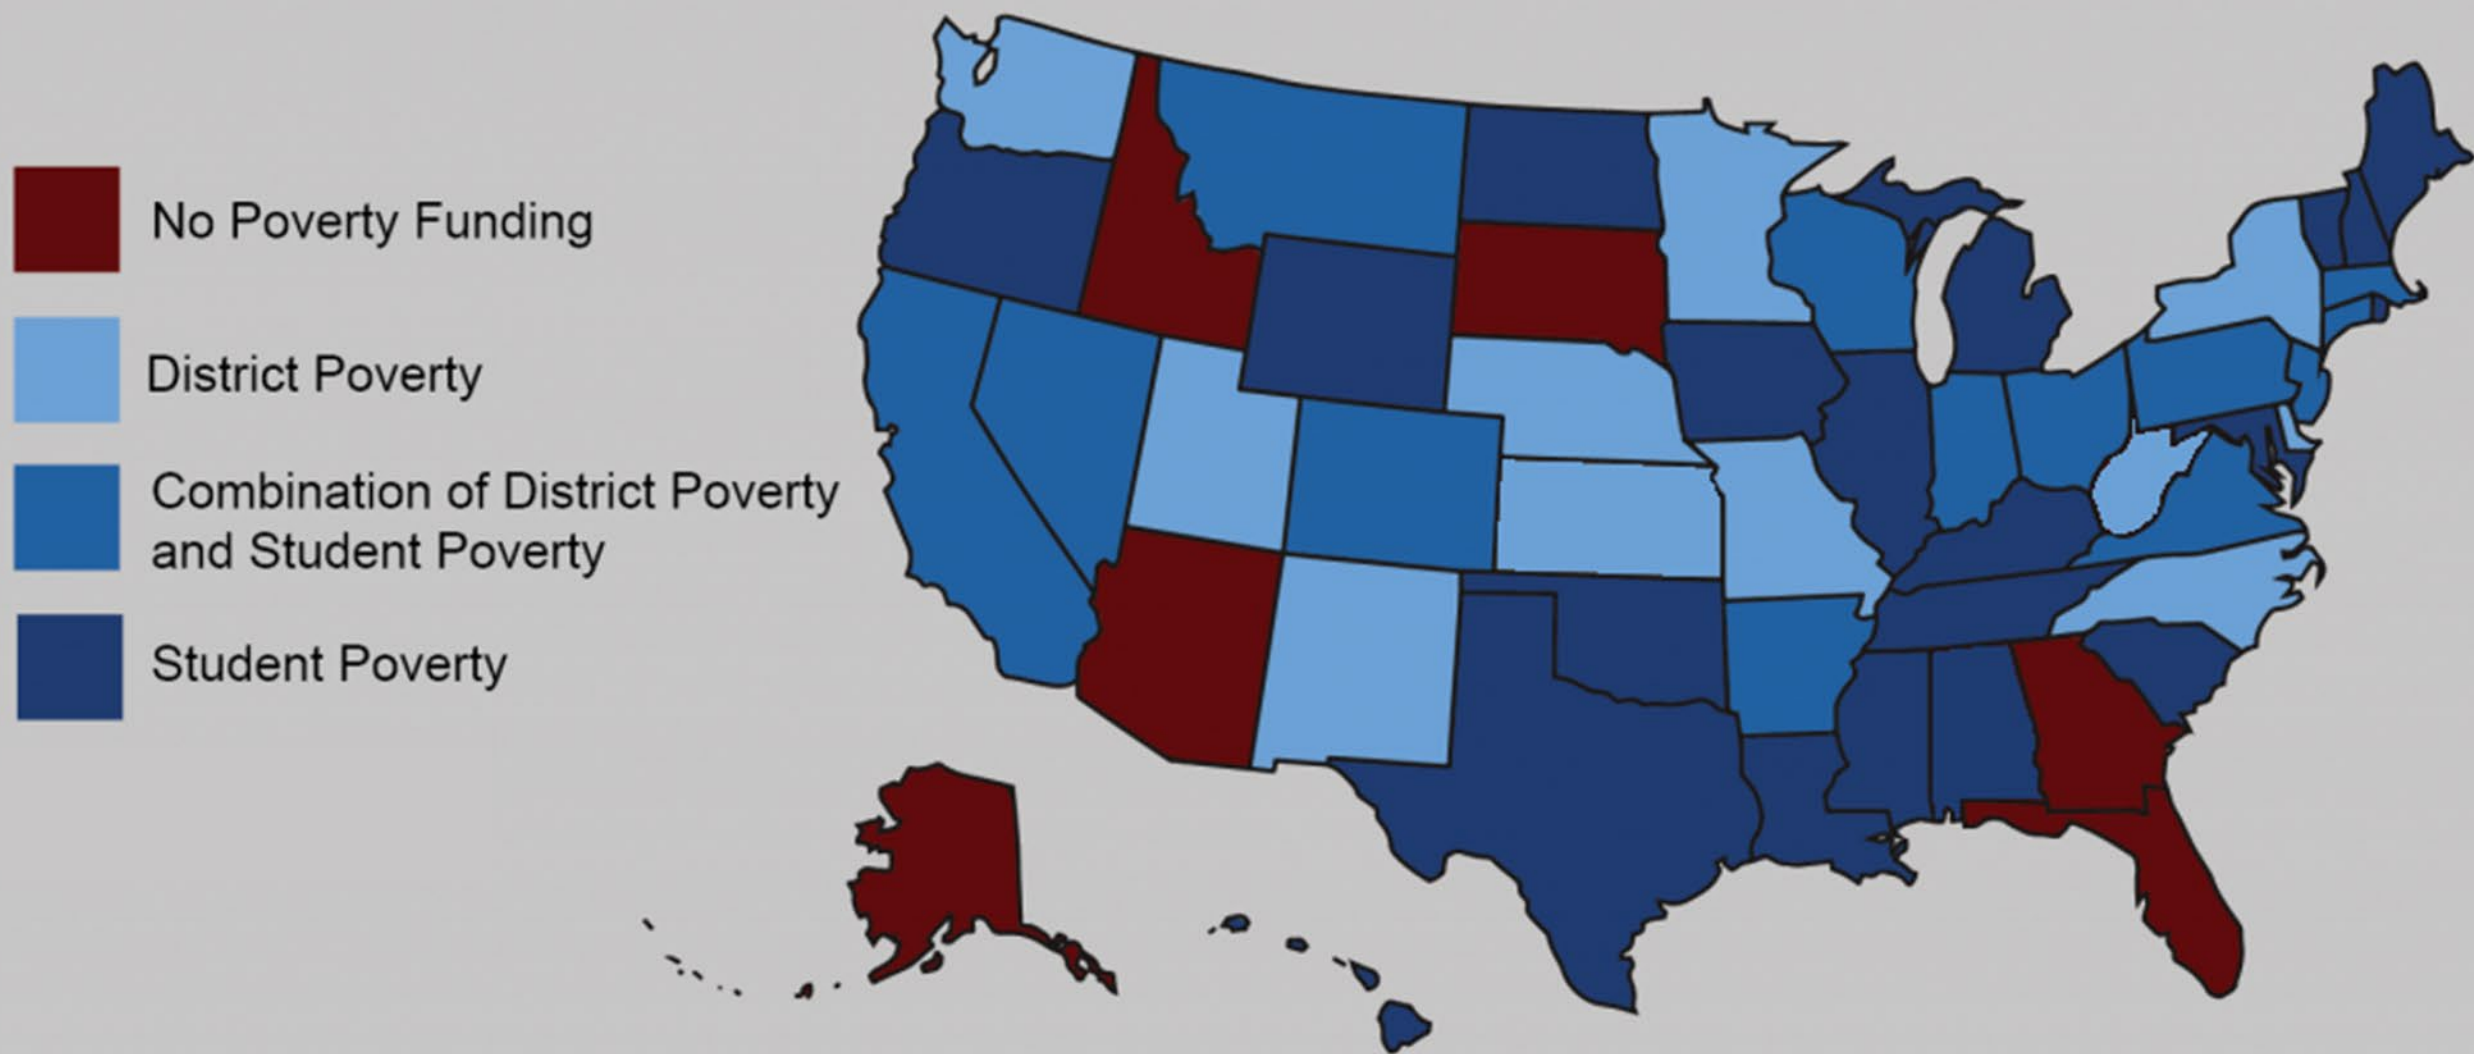 No Poverty Funding
District Poverty
Combination of District Poverty
and Student Poverty
Student Poverty